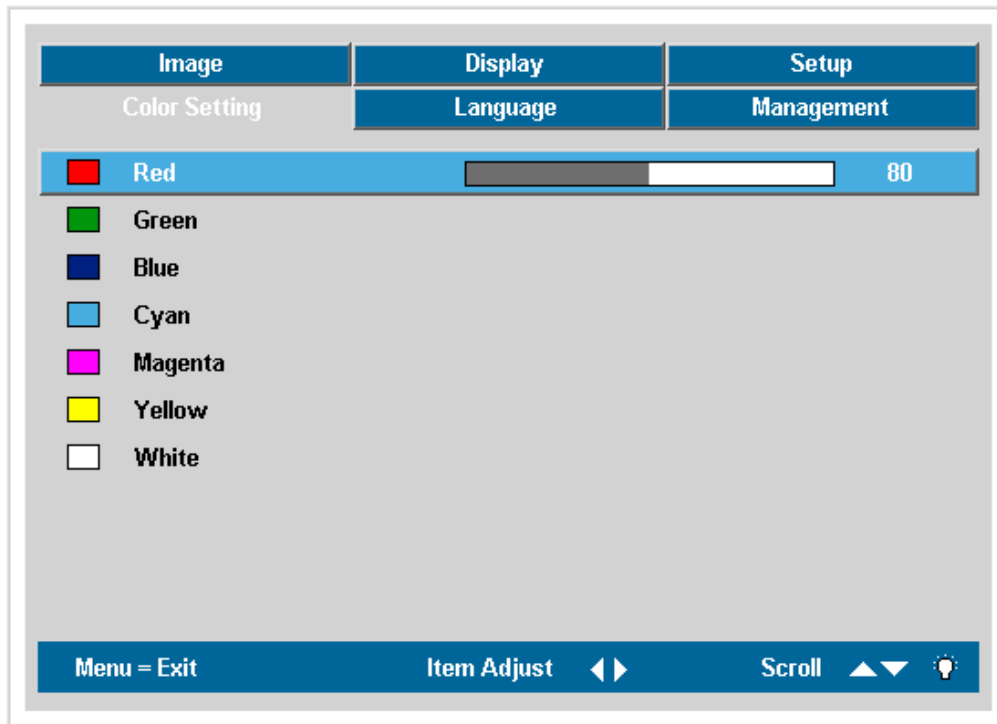 Image Display Setup
Color Setting Language Management
Red 80
Green
Blue
Cyan
Magenta
Yellow
White
Menu = Exit Item Adjust Scroll